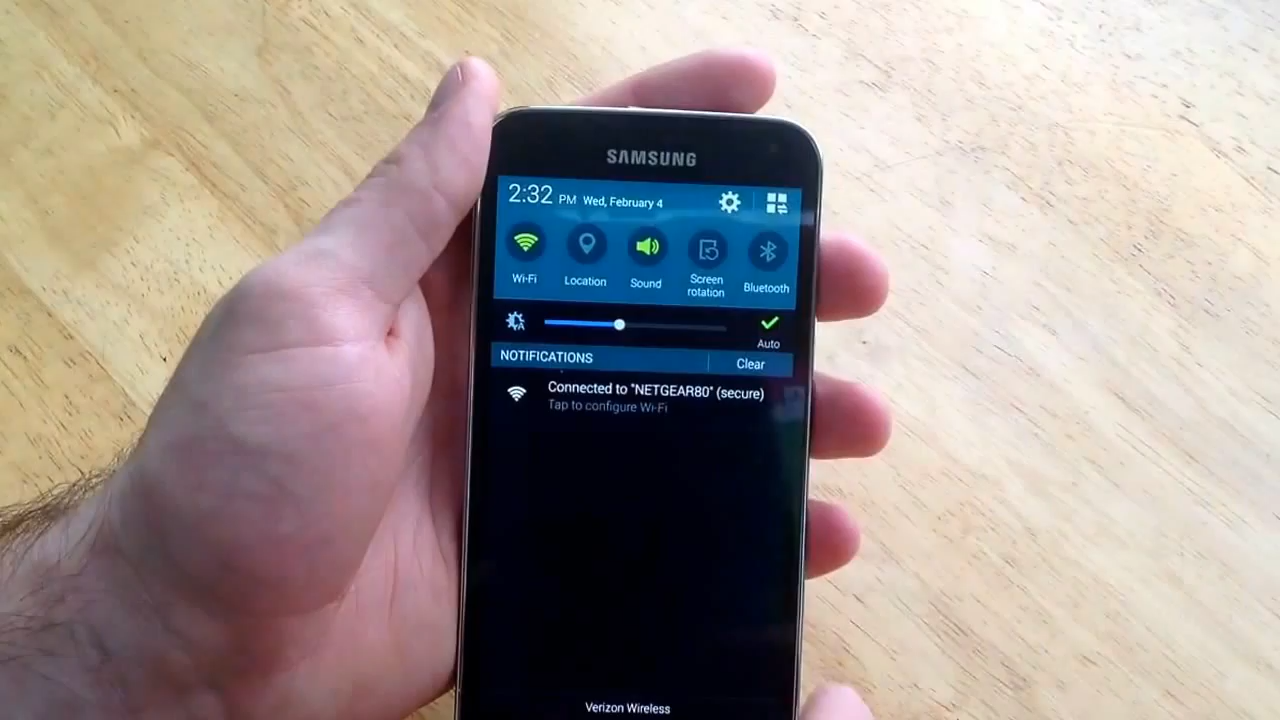 SAMSUNG
2:32 PM Wed, February 4
Wi-Fi Location Sound Screen rotation Bluetooth
A
Auto
NOTIFICATIONS Clear
Connected to "NETGEAR80" (secure)
Tap to configure Wi-Fi
Verizon Wireless